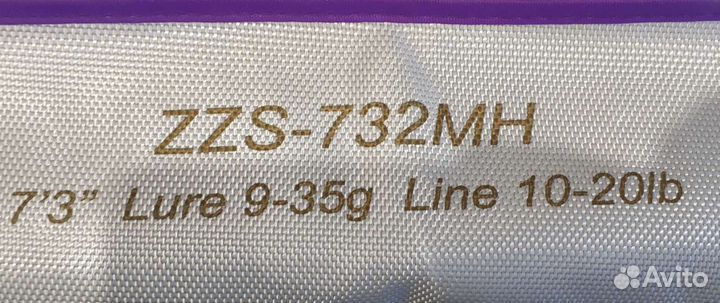 ZZS-732MH
7'3" Lure 9-35g Line 10-20lb
Avito